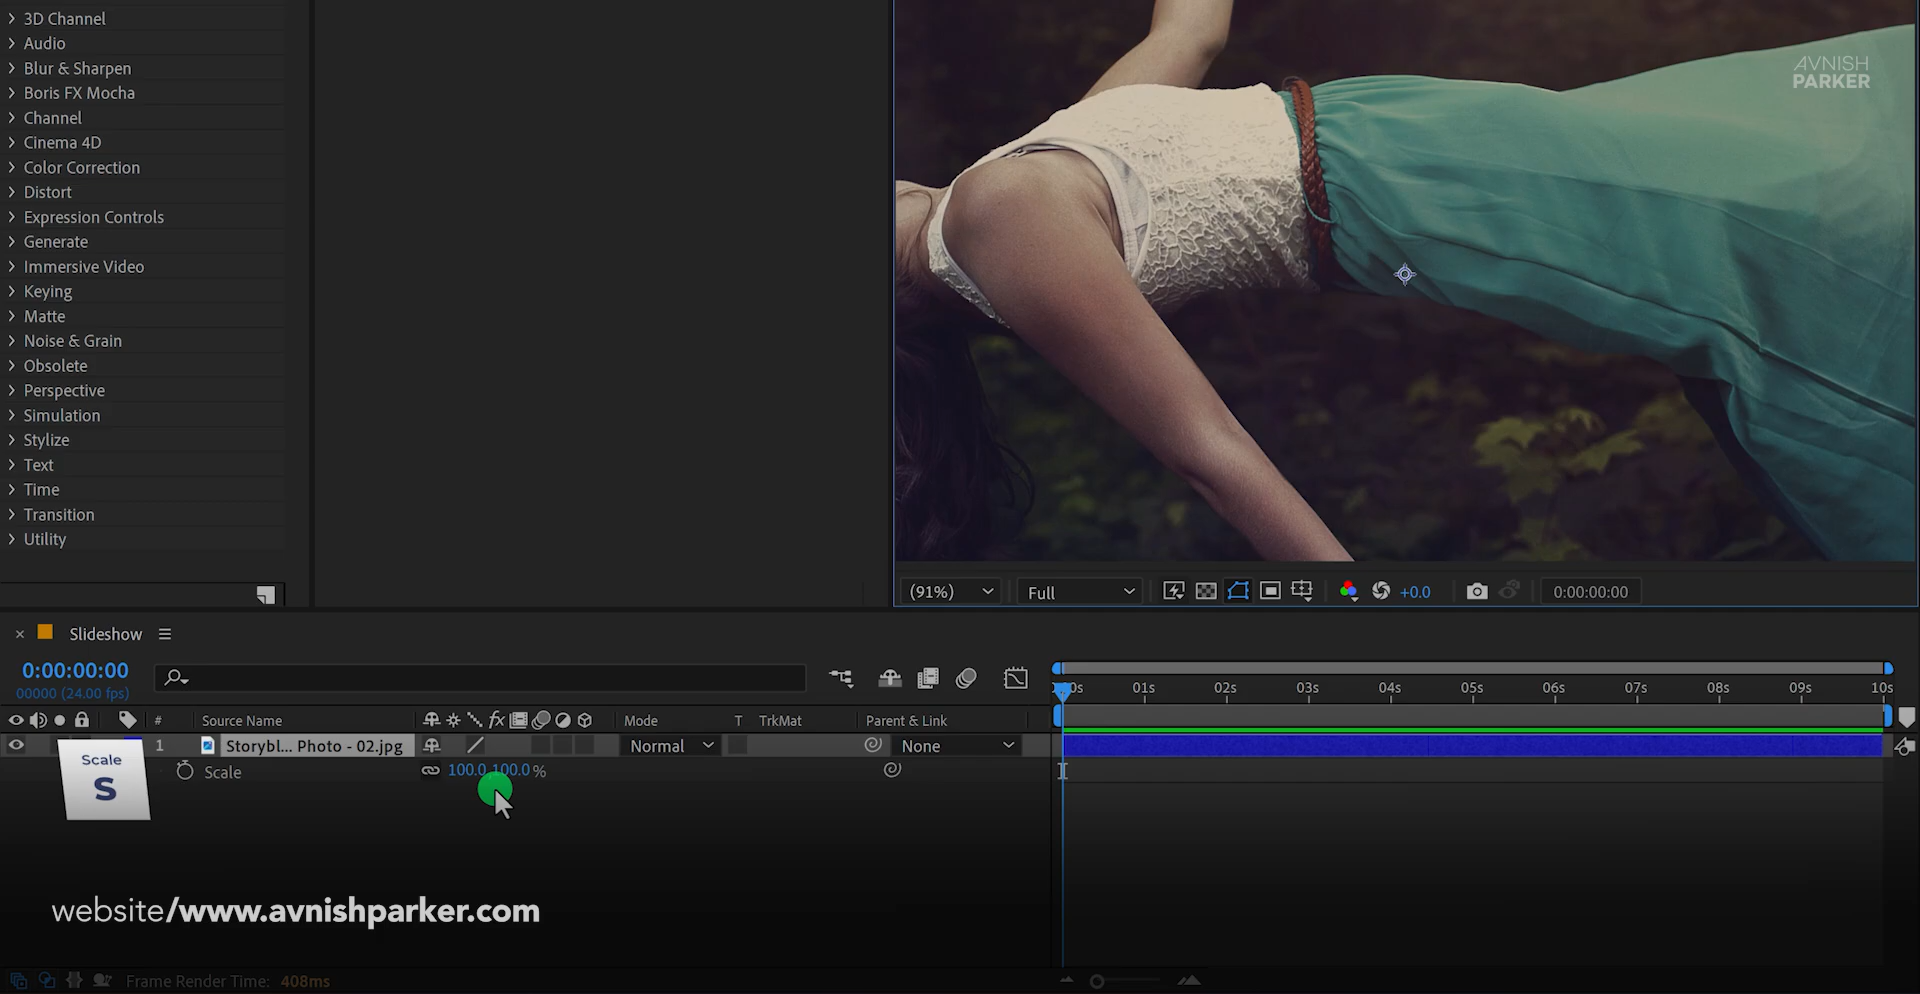 3D Channel
Audio
Blur & Sharpen
Boris FX Mocha
Channel
Cinema 4D
Color Correction
Distort
Expression Controls
Generate
Immersive Video
Keying
Matte
Noise & Grain
Obsolete
Perspective
Simulation
Stylize
Text
Time
Transition
Utility
AVNISH
PARKER
(91%) Full +0.0 0:00:00:00
Slideshow
0:00:00:00
00000 (24.00 fps)
01s 02s 03s 04s 05s 06s 07s 08s 09s 10s
# Source Name fx Mode T TrkMat Parent & Link
1 Storybl... Photo - 02.jpg Normal None
Scale 100.0, 100.0 %
Scale
S
website/www.avnishparker.com
Frame Render Time: 408ms